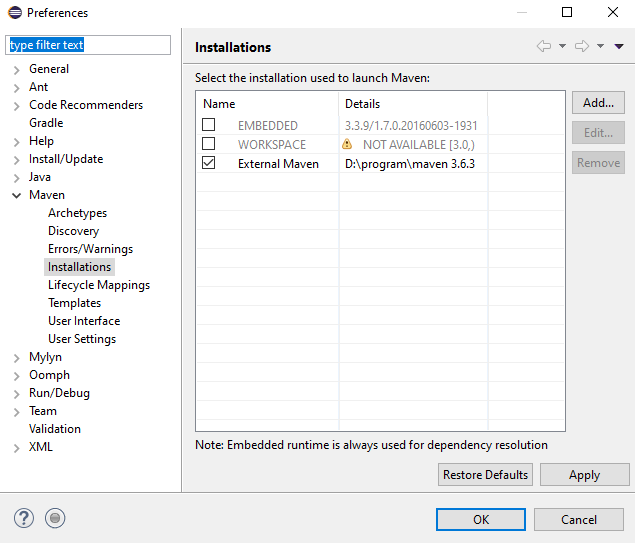 Preferences
type filter text
General
Ant
Code Recommenders
Gradle
Help
Install/Update
Java
Maven
Archetypes
Discovery
Errors/Warnings
Installations
Lifecycle Mappings
Templates
User Interface
User Settings
Mylyn
Oomph
Run/Debug
Team
Validation
XML
Installations
Select the installation used to launch Maven:
Name Details
EMBEDDED 3.3.9/1.7.0.20160603-1931
WORKSPACE NOT AVAILABLE [3.0,)
External Maven D:\program\maven 3.6.3
Add...
Edit...
Remove
Note: Embedded runtime is always used for dependency resolution
Restore Defaults Apply
OK Cancel